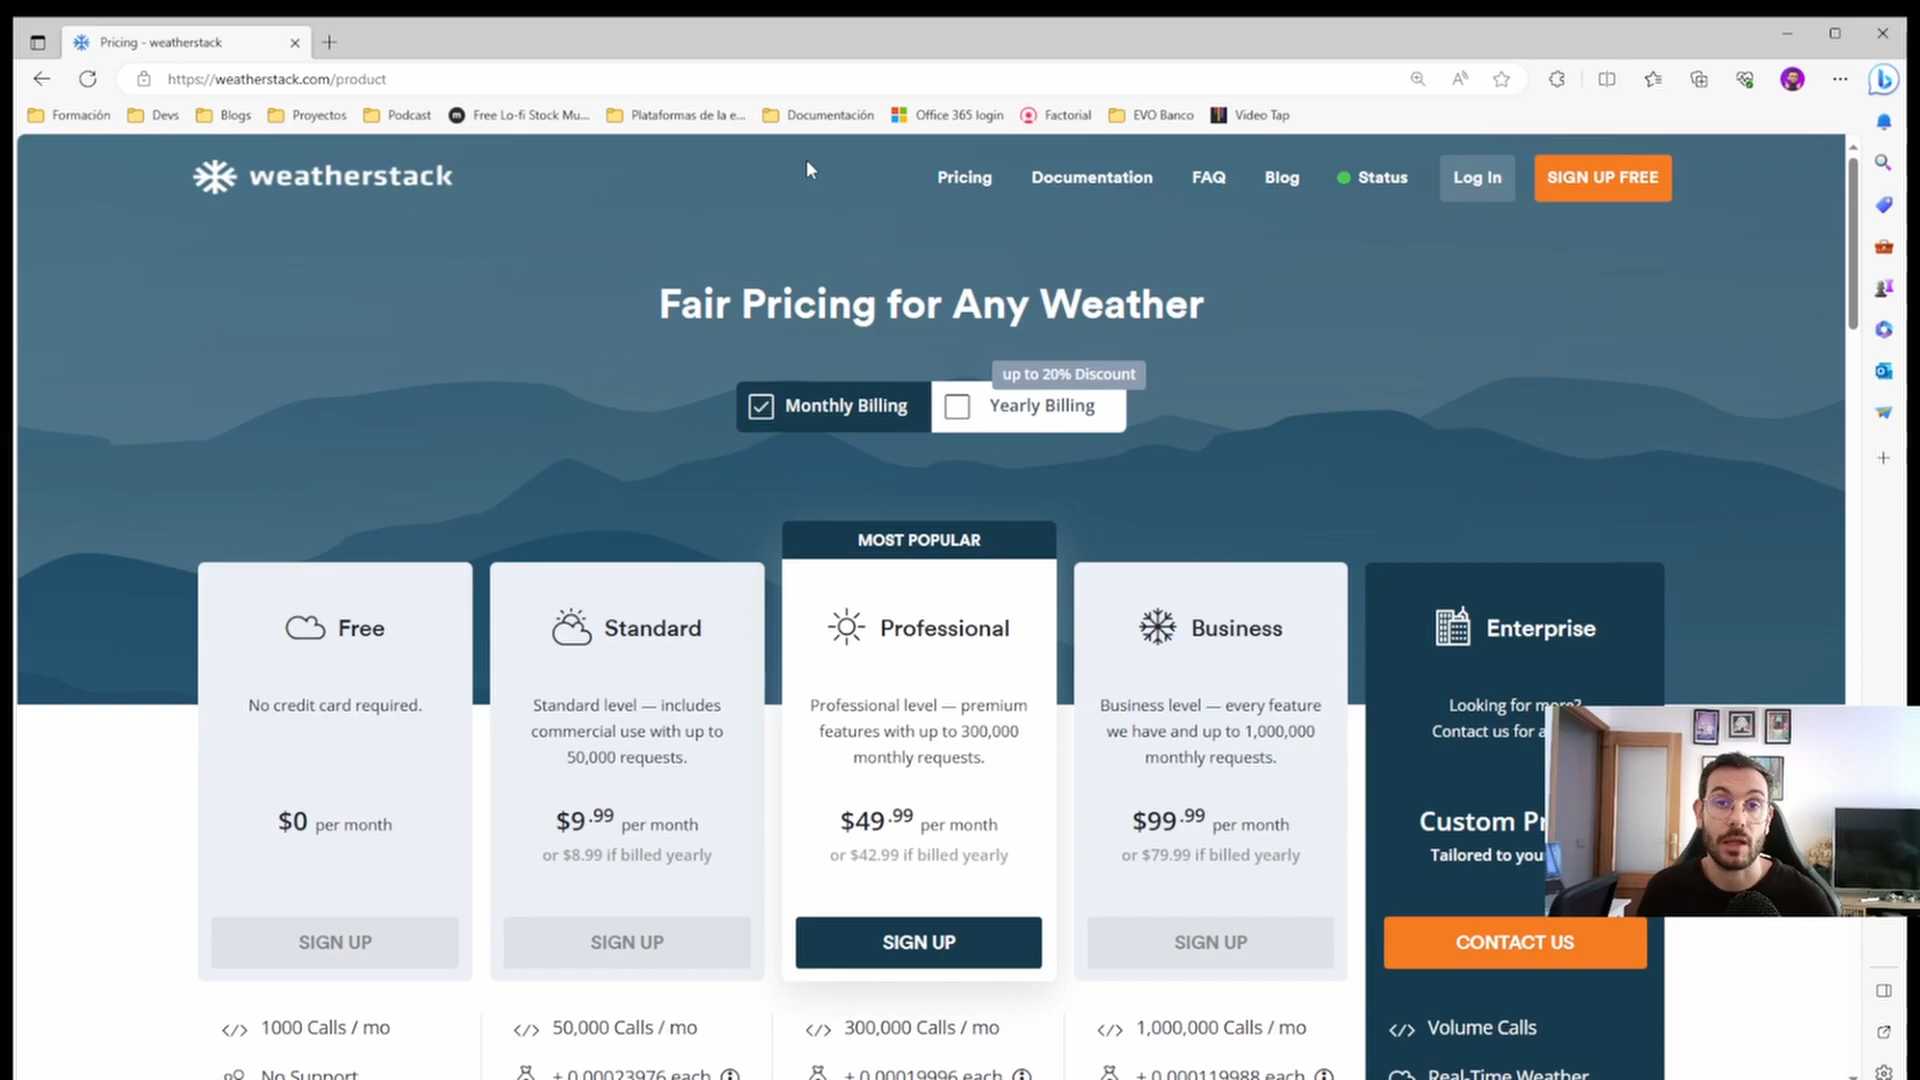 Pricing - weatherstack
https://weatherstack.com/product
Formación
Devs
Blogs
Proyectos
Podcast
Free Lo-fi Stock Mu...
Plataformas de la e...
Documentación
Office 365 login
Factorial
EVO Banco
Video Tap
weatherstack
Pricing
Documentation
FAQ
Blog
Status
Log In
SIGN UP FREE
Fair Pricing for Any Weather
up to 20% Discount
Monthly Billing
Yearly Billing
MOST POPULAR
Free
No credit card required.
$0 per month
SIGN UP
1000 Calls / mo
No Support
Standard
Standard level — includes
commercial use with up to
50,000 requests.
$9.99 per month
or $8.99 if billed yearly
SIGN UP
50,000 Calls / mo
+ 0.00023976 each
Professional
Professional level — premium
features with up to 300,000
monthly requests.
$49.99 per month
or $42.99 if billed yearly
SIGN UP
300,000 Calls / mo
+ 0.00019996 each
Business
Business level — every feature
we have and up to 1,000,000
monthly requests.
$99.99 per month
or $79.99 if billed yearly
SIGN UP
1,000,000 Calls / mo
+ 0.000119988 each
Enterprise
Looking for more?
Contact us for a
Custom Pr
Tailored to you
CONTACT US
Volume Calls
Real-Time Weather